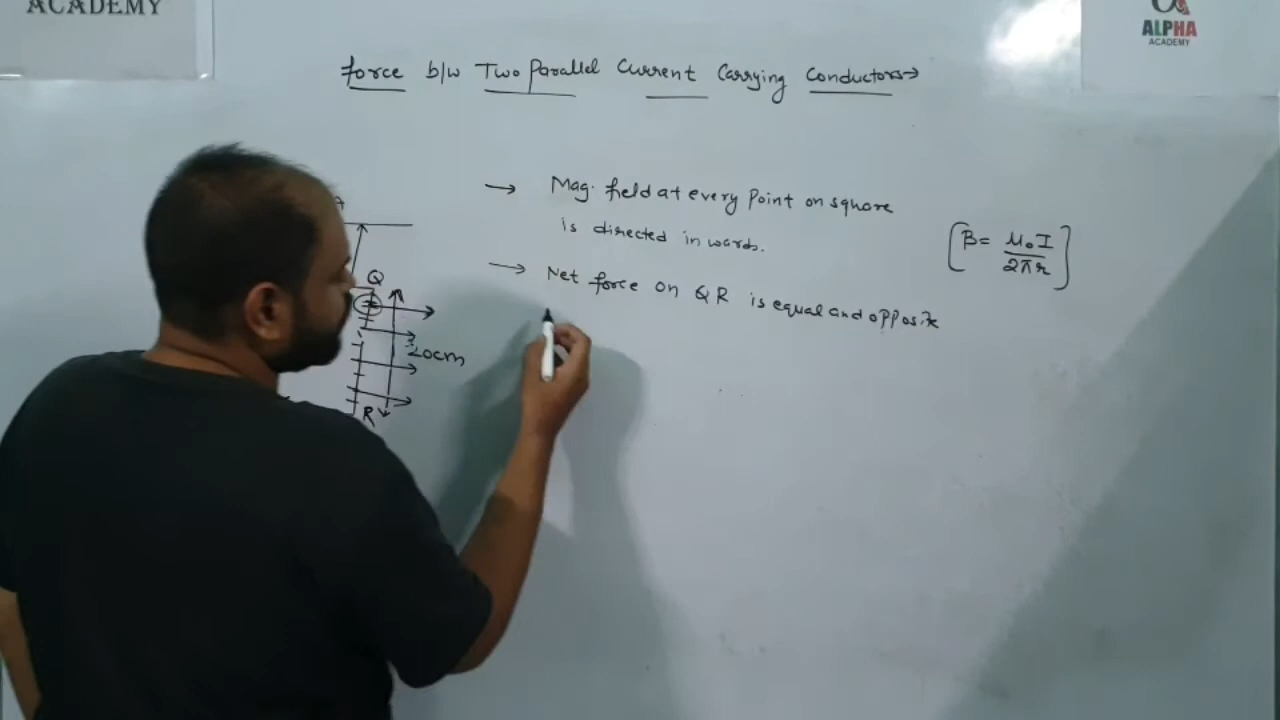 ACADEMY
ALPHA
ACADEMY
force b/w Two Parallel Current Carrying Conductors→
→ Mag. field at every Point on square
is directed inwards.
[B= μ₀I / 2πr]
→ Net force on QR is equal and opposite
Q
20cm
R